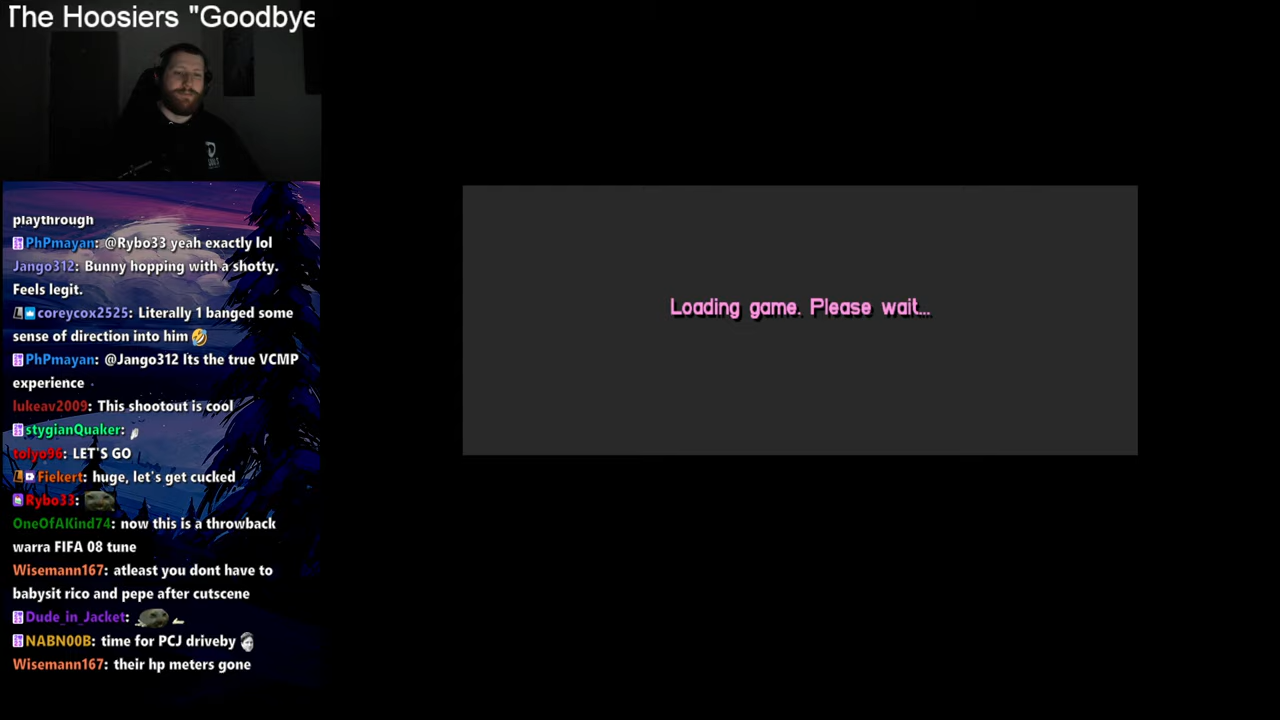 The Hoosiers "Goodbye
playthrough
PhPmayan: @Rybo33 yeah exactly lol
Jango312: Bunny hopping with a shotty.
Feels legit.
coreycox2525: Literally 1 banged some
sense of direction into him
PhPmayan: @Jango312 Its the true VCMP
experience
lukeav2009: This shootout is cool
stygianQuaker:
tolyo96: LET'S GO
Fiekert: huge, let's get cucked
Rybo33:
OneOfAKind74: now this is a throwback
warra FIFA 08 tune
Wisemann167: atleast you dont have to
babysit rico and pepe after cutscene
Dude_in_Jacket:
NABN00B: time for PCJ driveby
Wisemann167: their hp meters gone
Loading game. Please wait...